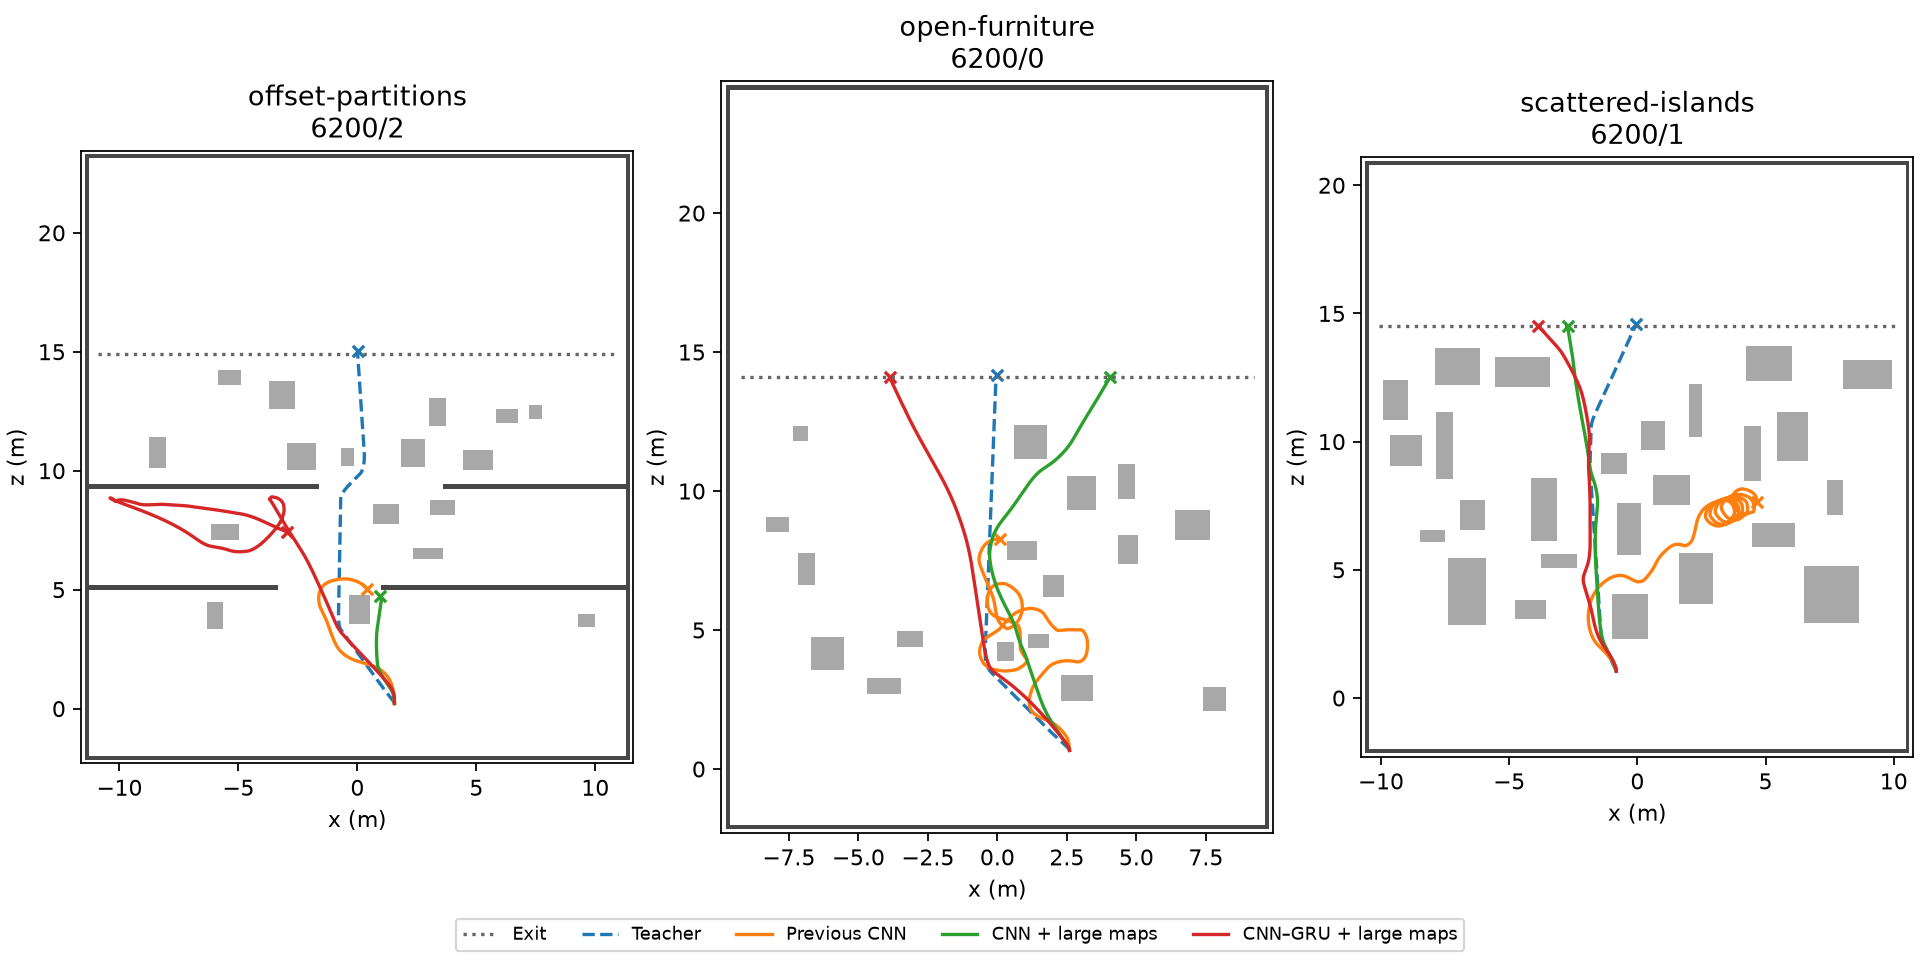 offset-partitions
6200/2
20
15
10
5
0
z (m)
−10
−5
0
5
10
x (m)
open-furniture
6200/0
20
15
10
5
0
z (m)
−7.5
−5.0
−2.5
0.0
2.5
5.0
7.5
x (m)
scattered-islands
6200/1
20
15
10
5
0
z (m)
−10
−5
0
5
10
x (m)
Exit
Teacher
Previous CNN
CNN + large maps
CNN–GRU + large maps